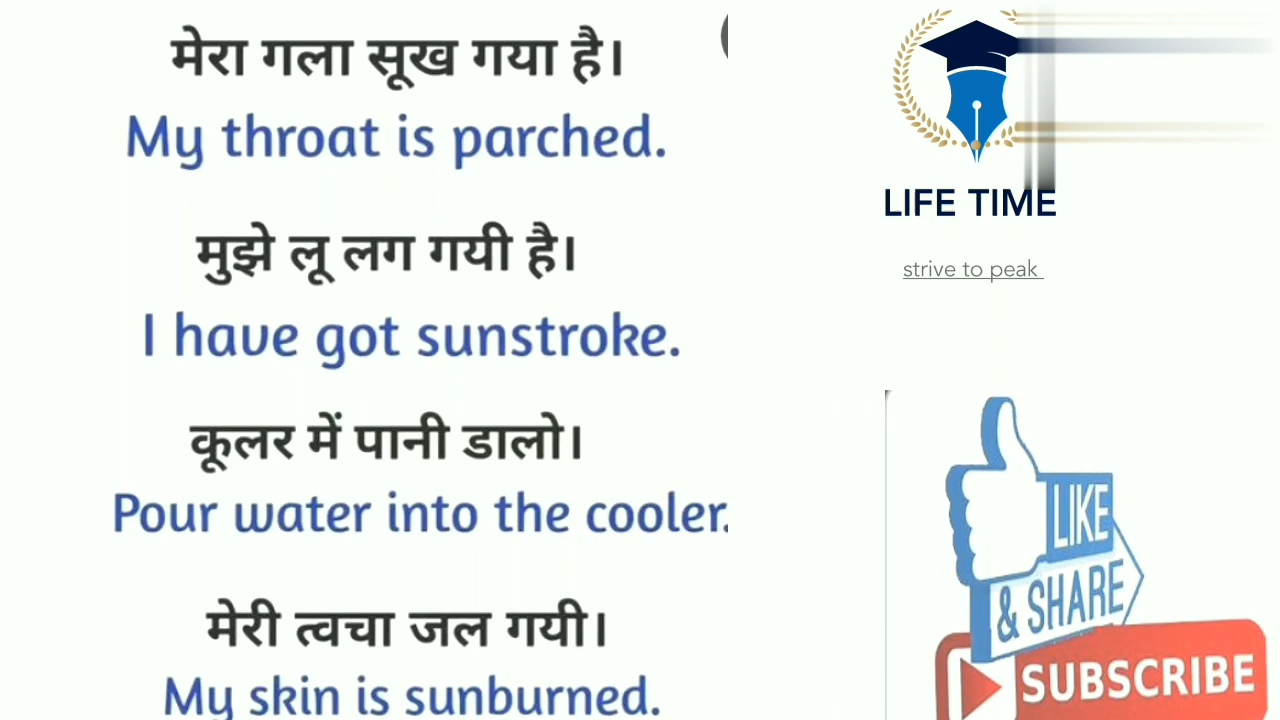 मेरा गला सूख गया है।
My throat is parched.
मुझे लू लग गयी है।
I have got sunstroke.
कूलर में पानी डालो।
Pour water into the cooler.
मेरी त्वचा जल गयी।
My skin is sunburned.
LIFE TIME
strive to peak
LIKE
& SHARE
SUBSCRIBE